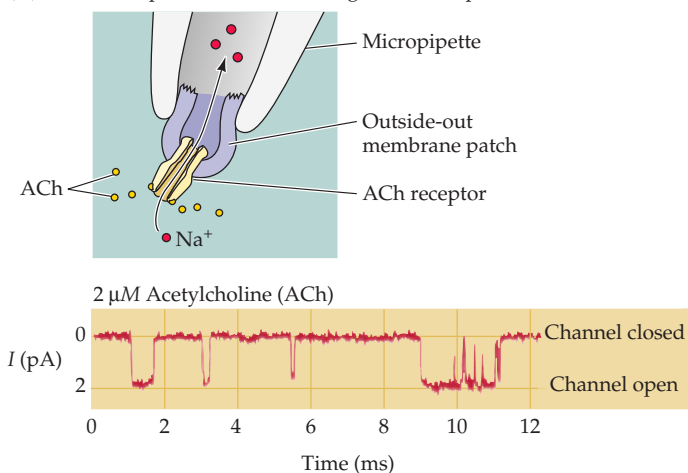 Micropipette
Outside-out
membrane patch
ACh
ACh receptor
Na⁺
2 μM Acetylcholine (ACh)
0
Channel closed
I (pA)
2
Channel open
0 2 4 6 8 10 12
Time (ms)